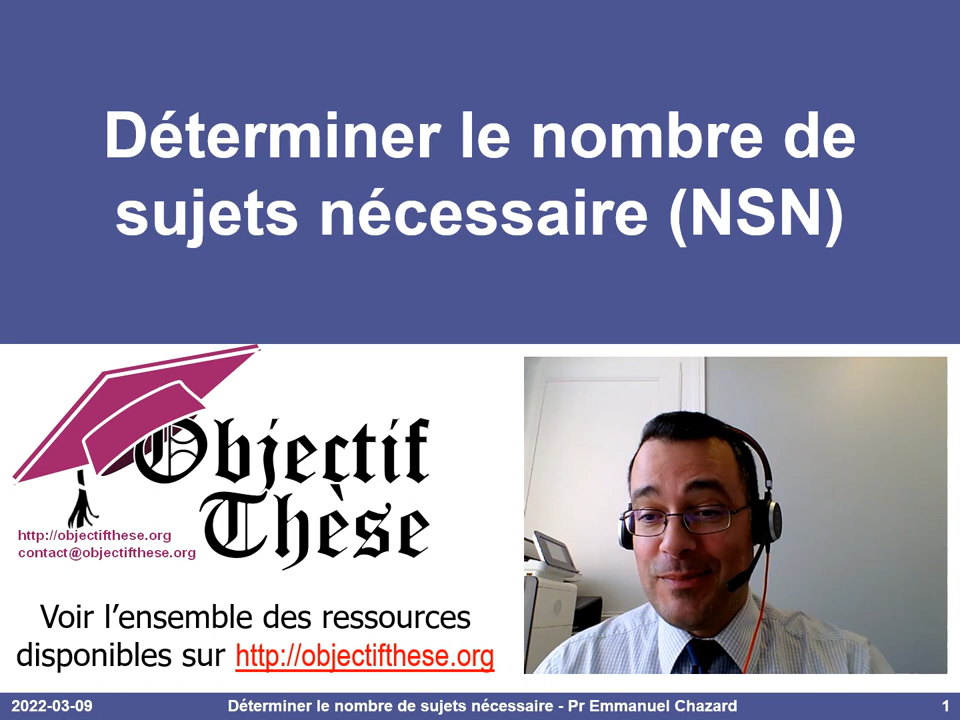 Déterminer le nombre de
sujets nécessaire (NSN)
Objectif
Thèse
http://objectifthese.org
contact@objectifthese.org
Voir l’ensemble des ressources
disponibles sur http://objectifthese.org
2022-03-09 Déterminer le nombre de sujets nécessaire - Pr Emmanuel Chazard 1